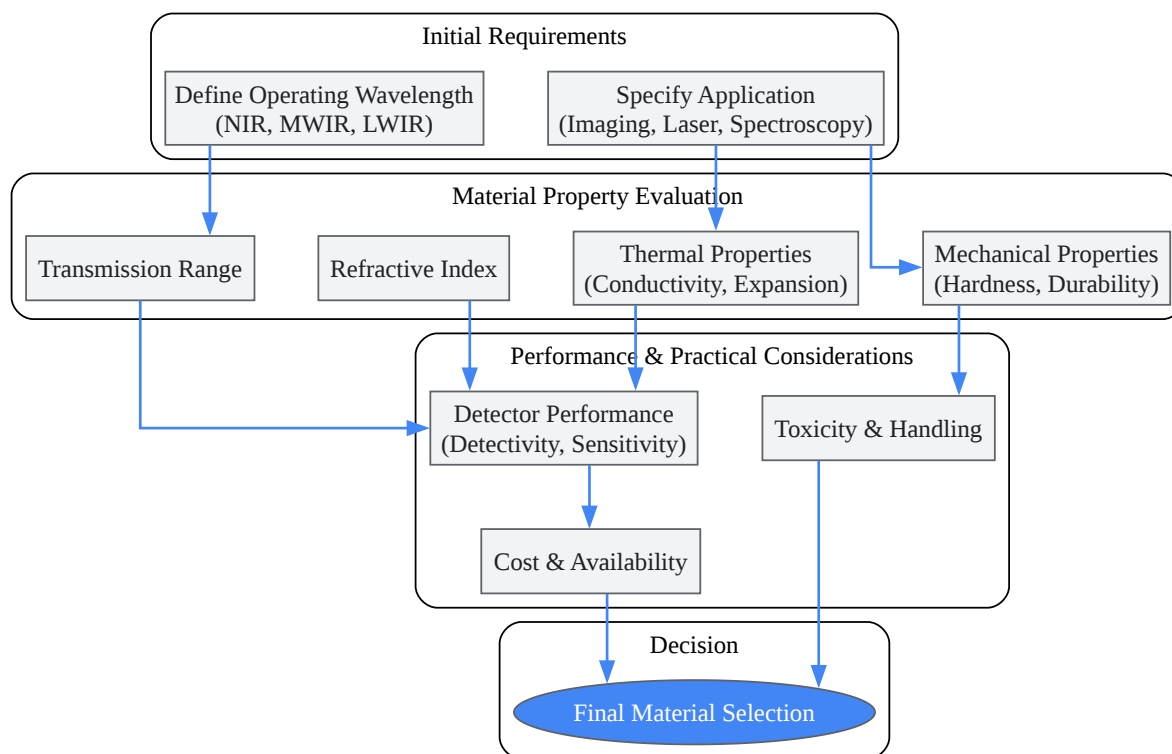 Initial Requirements
Define Operating Wavelength
(NIR, MWIR, LWIR)
Specify Application
(Imaging, Laser, Spectroscopy)
Material Property Evaluation
Transmission Range
Refractive Index
Thermal Properties
(Conductivity, Expansion)
Mechanical Properties
(Hardness, Durability)
Performance & Practical Considerations
Detector Performance
(Detectivity, Sensitivity)
Toxicity & Handling
Cost & Availability
Decision
Final Material Selection